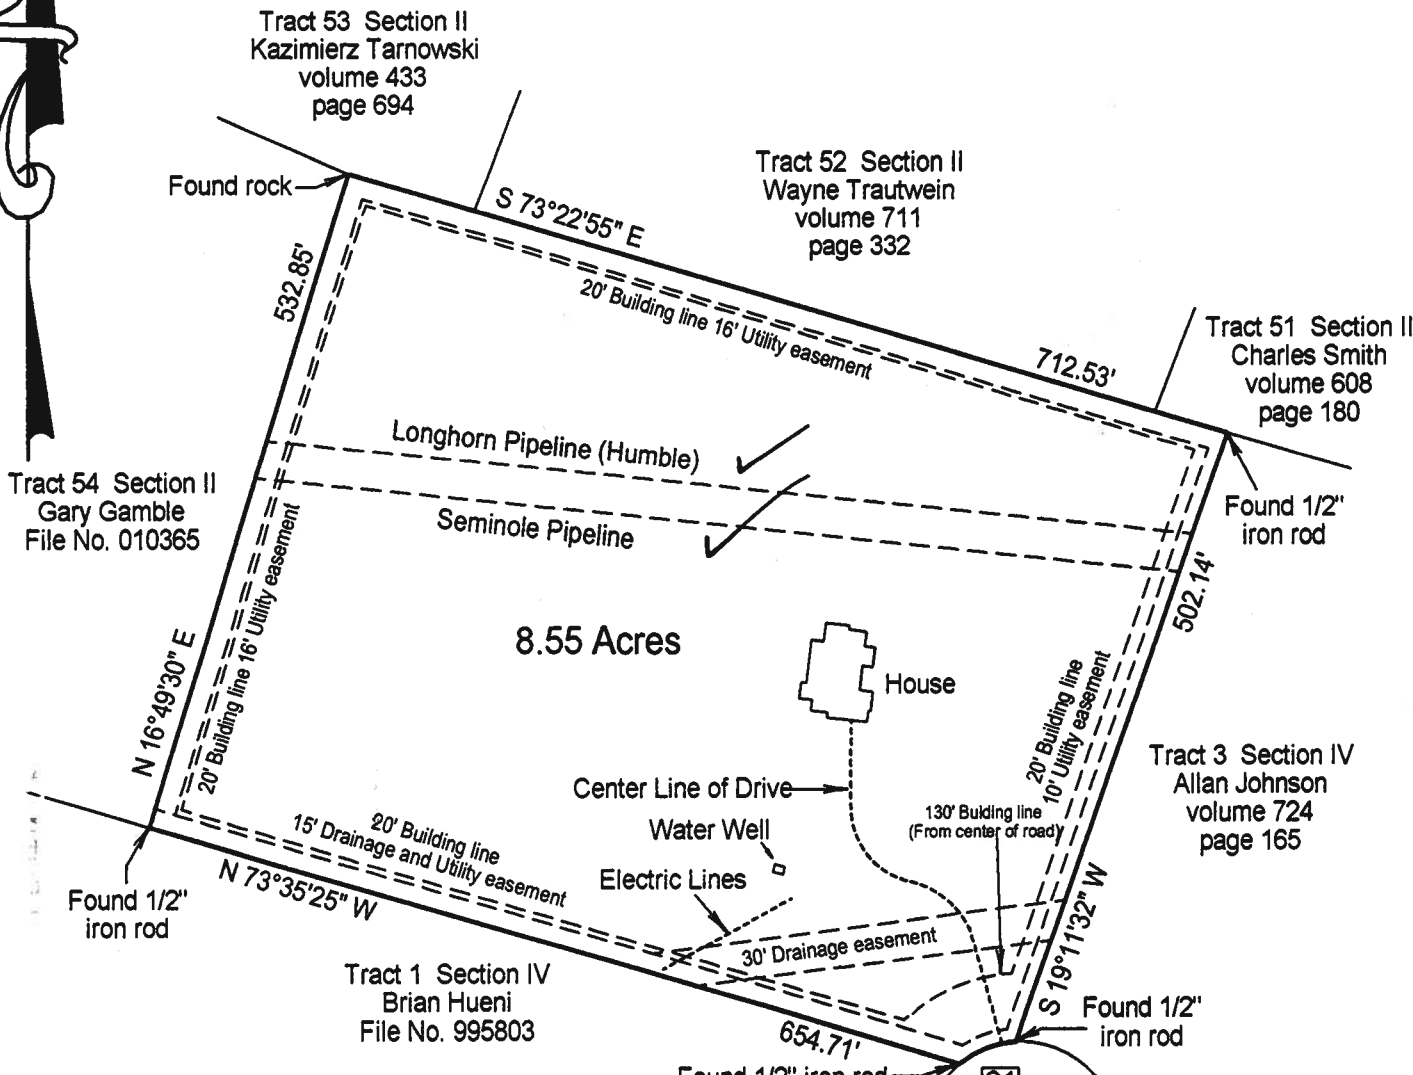 Tract 53 Section II
Kazimierz Tarnowski
volume 433
page 694
Tract 52 Section II
Wayne Trautwein
volume 711
page 332
Found rock
S 73°22'55" E
532.85'
20' Building line 16' Utility easement
712.53'
Tract 51 Section II
Charles Smith
volume 608
page 180
Longhorn Pipeline (Humble)
Tract 54 Section II
Gary Gamble
File No. 010365
Seminole Pipeline
Found 1/2"
iron rod
502.14'
20' Building line 16' Utility easement
8.55 Acres
House
N 16°49'30" E
20' Building line
10' Utility easement
Tract 3 Section IV
Allan Johnson
volume 724
page 165
Center Line of Drive
130' Bulding line
(From center of road)
Water Well
20' Building line
15' Drainage and Utility easement
Electric Lines
N 73°35'25" W
Found 1/2"
iron rod
30' Drainage easement
S 19°11'32" W
Tract 1 Section IV
Brian Hueni
File No. 995803
Found 1/2"
iron rod
654.71'
Found 1/2" iron rod